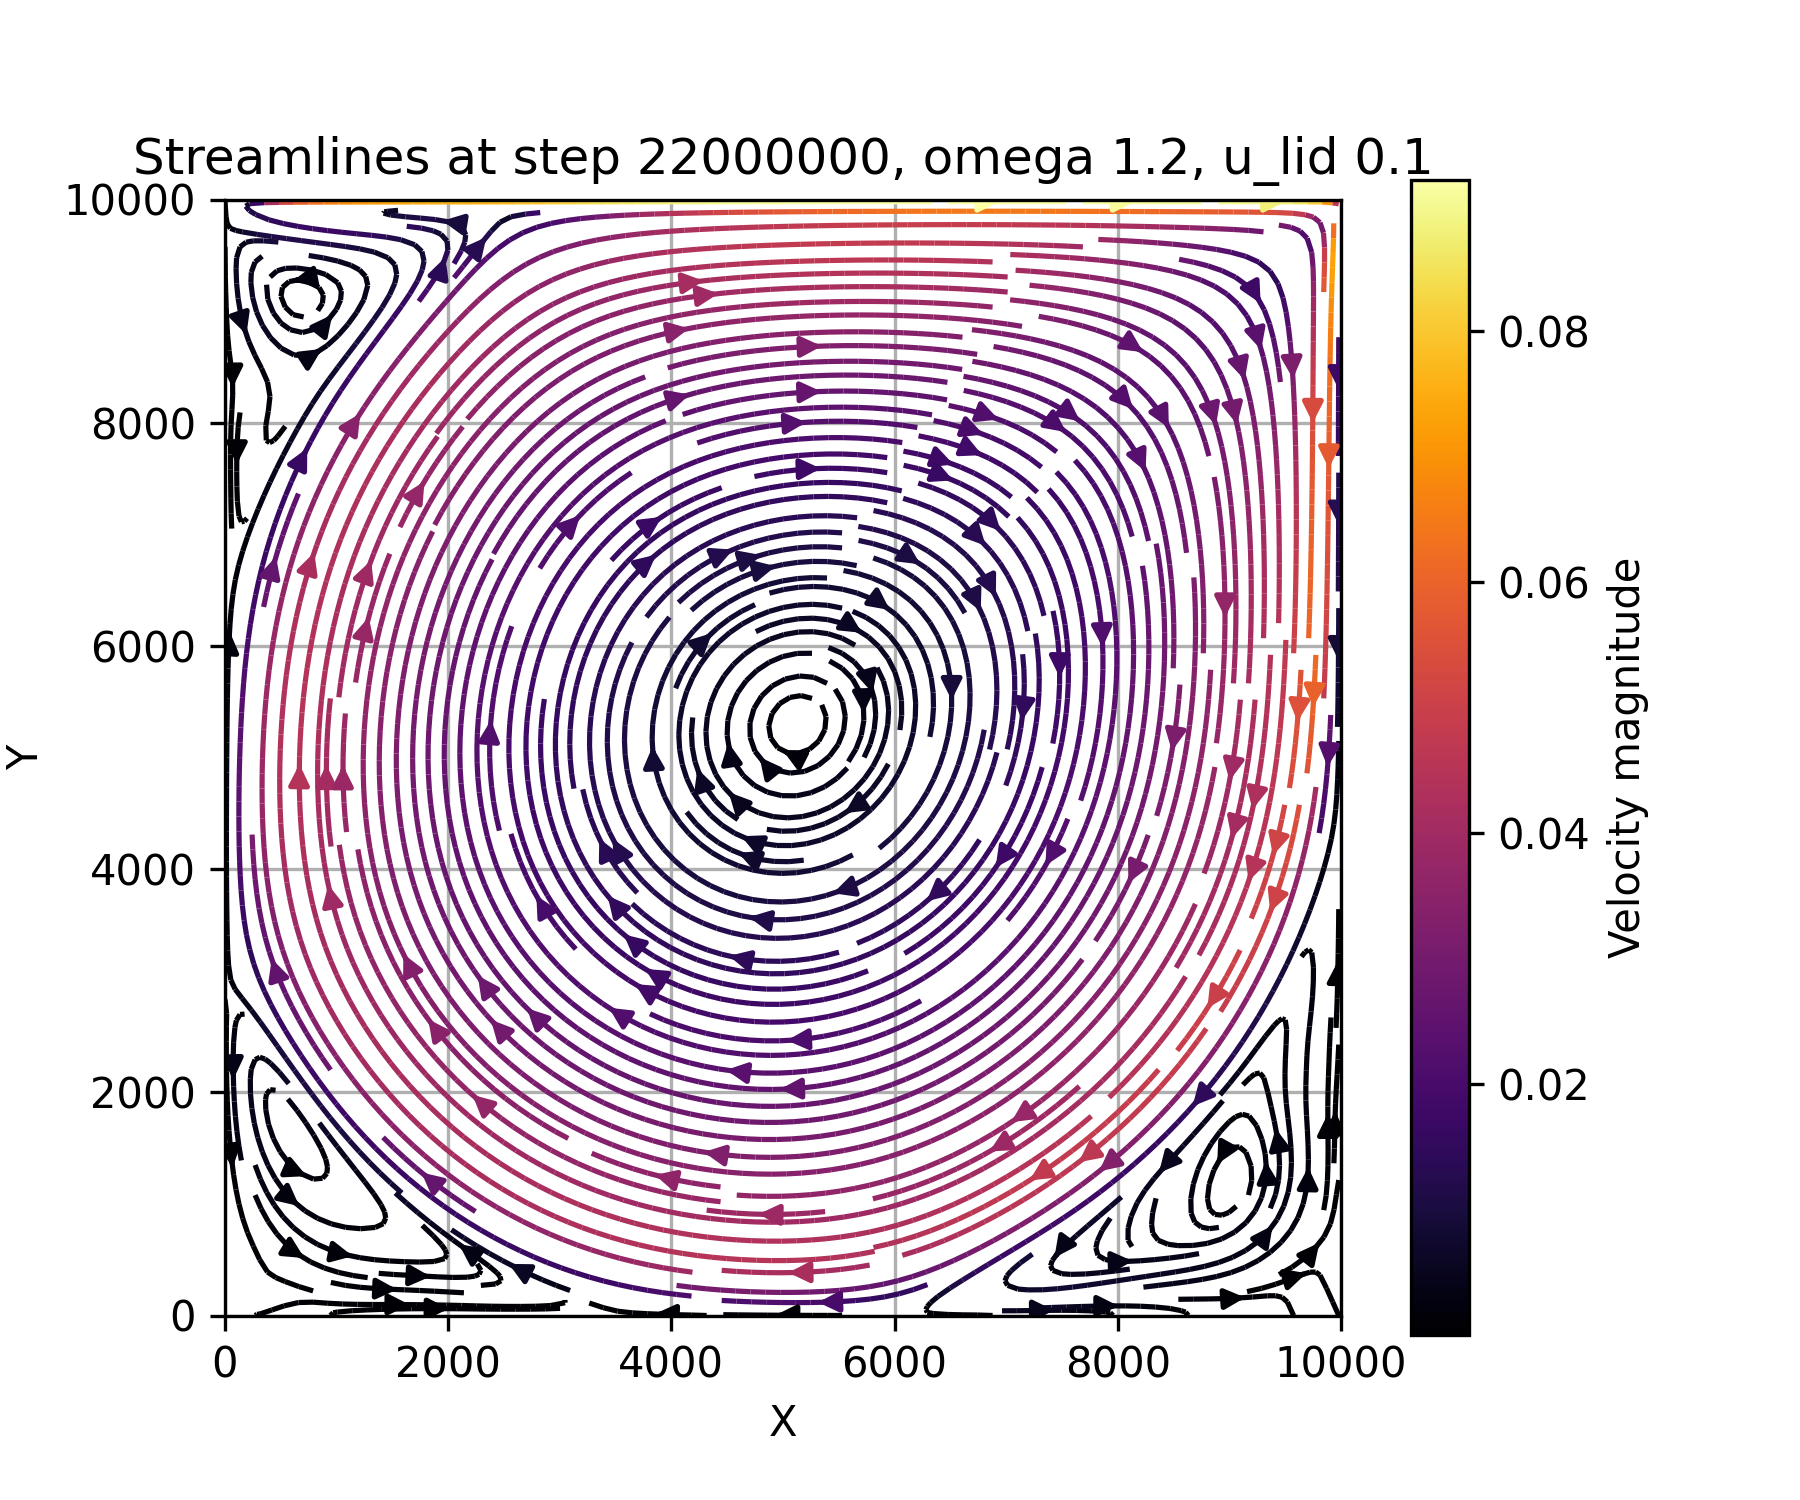 Streamlines at step 22000000, omega 1.2, u_lid 0.1
10000
8000
6000
4000
2000
0
Y
0 2000 4000 6000 8000 10000
X
0.08
0.06
0.04
0.02
Velocity magnitude